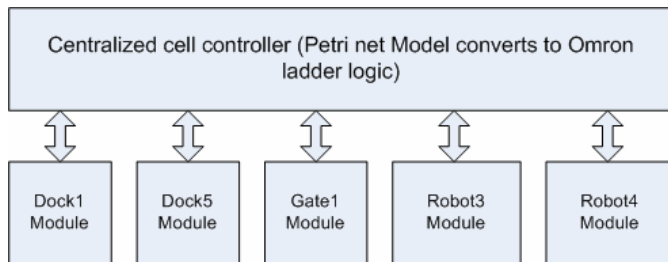 Centralized cell controller (Petri net Model converts to Omron
ladder logic)
Dock1
Module
Dock5
Module
Gate1
Module
Robot3
Module
Robot4
Module